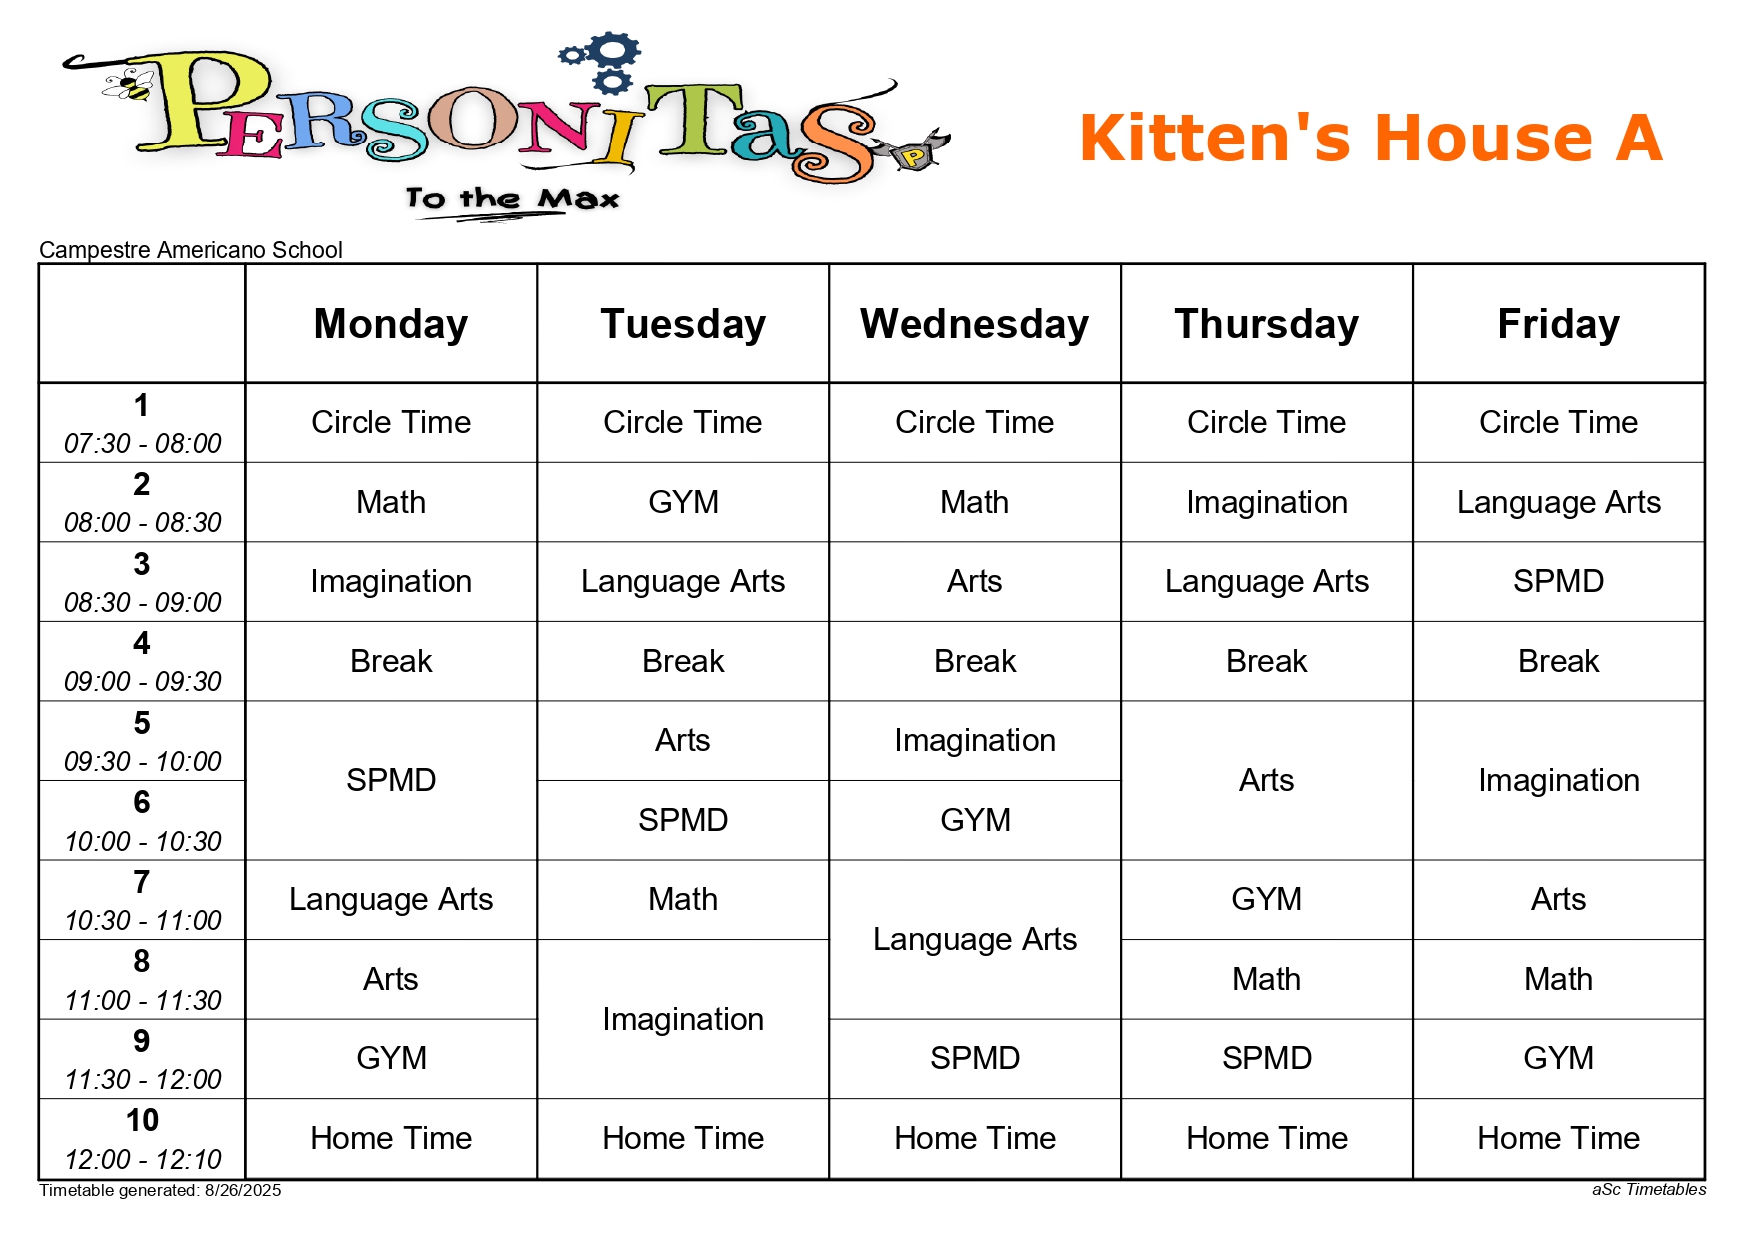 PERSONITAS
P
To the Max
Kitten's House A
Campestre Americano School
Monday Tuesday Wednesday Thursday Friday
1
07:30 - 08:00
Circle Time Circle Time Circle Time Circle Time Circle Time
2
08:00 - 08:30
Math GYM Math Imagination Language Arts
3
08:30 - 09:00
Imagination Language Arts Arts Language Arts SPMD
4
09:00 - 09:30
Break Break Break Break Break
5
09:30 - 10:00
Arts Imagination
SPMD Arts Imagination
6
10:00 - 10:30
SPMD GYM
7
10:30 - 11:00
Language Arts Math GYM Arts
Language Arts
8
11:00 - 11:30
Arts Math Math
Imagination
9
11:30 - 12:00
GYM SPMD SPMD GYM
10
12:00 - 12:10
Home Time Home Time Home Time Home Time Home Time
Timetable generated: 8/26/2025
aSc Timetables